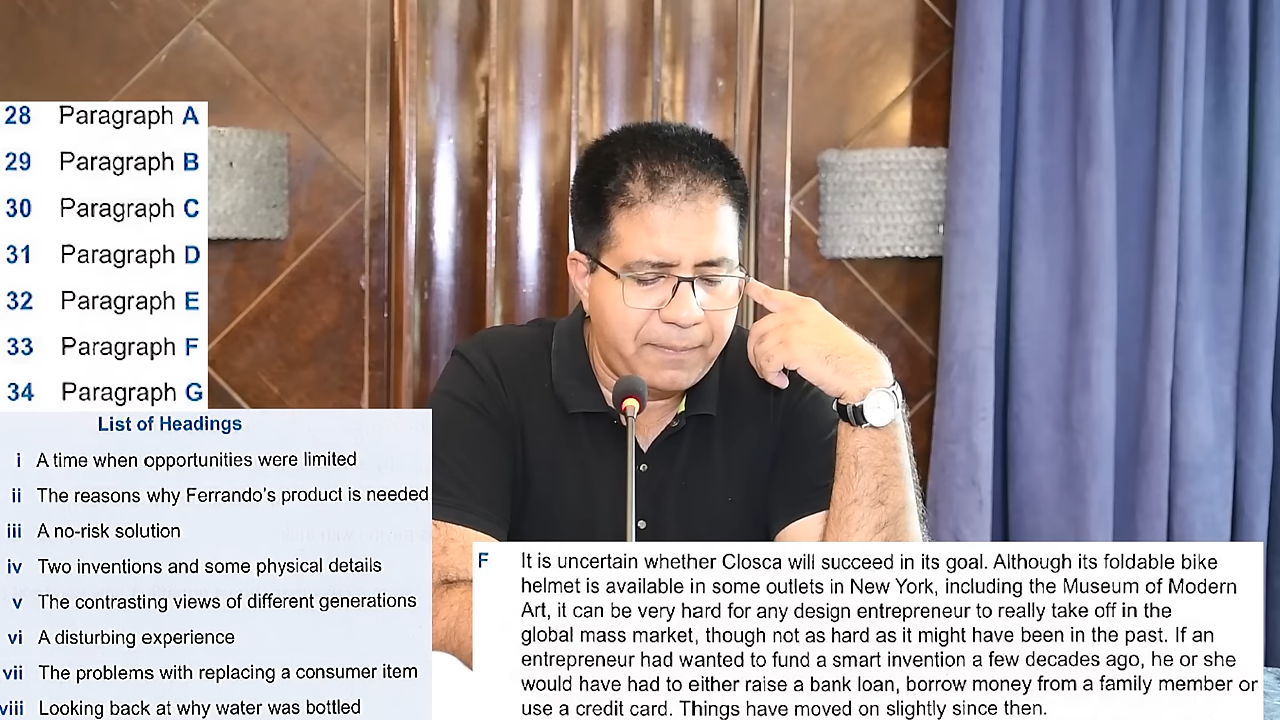 28 Paragraph A
29 Paragraph B
30 Paragraph C
31 Paragraph D
32 Paragraph E
33 Paragraph F
34 Paragraph G
List of Headings
i A time when opportunities were limited
ii The reasons why Ferrando's product is needed
iii A no-risk solution
iv Two inventions and some physical details
v The contrasting views of different generations
vi A disturbing experience
vii The problems with replacing a consumer item
viii Looking back at why water was bottled
F It is uncertain whether Closca will succeed in its goal. Although its foldable bike
helmet is available in some outlets in New York, including the Museum of Modern
Art, it can be very hard for any design entrepreneur to really take off in the
global mass market, though not as hard as it might have been in the past. If an
entrepreneur had wanted to fund a smart invention a few decades ago, he or she
would have had to either raise a bank loan, borrow money from a family member or
use a credit card. Things have moved on slightly since then.